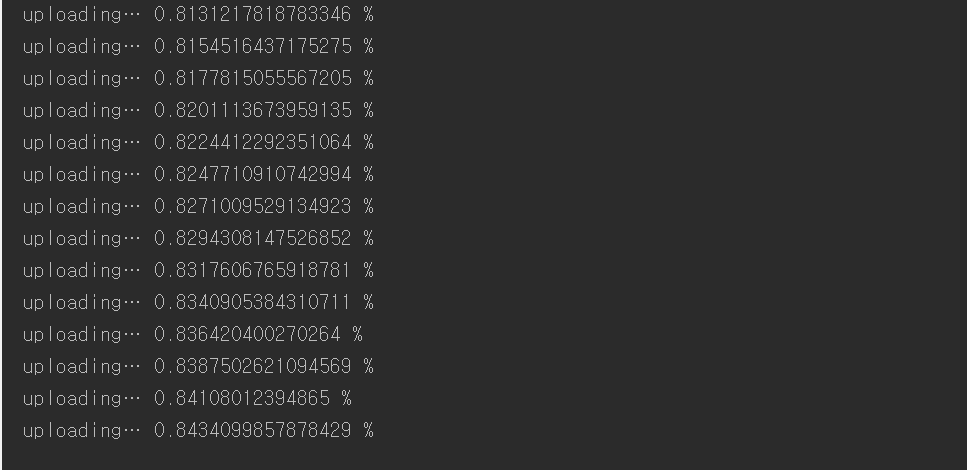 uploading… 0.8131217818783346 %
uploading… 0.8154516437175275 %
uploading… 0.8177815055567205 %
uploading… 0.8201113673959135 %
uploading… 0.8224412292351064 %
uploading… 0.8247710910742994 %
uploading… 0.8271009529134923 %
uploading… 0.8294308147526852 %
uploading… 0.8317606765918781 %
uploading… 0.8340905384310711 %
uploading… 0.836420400270264 %
uploading… 0.8387502621094569 %
uploading… 0.84108012394865 %
uploading… 0.8434099857878429 %